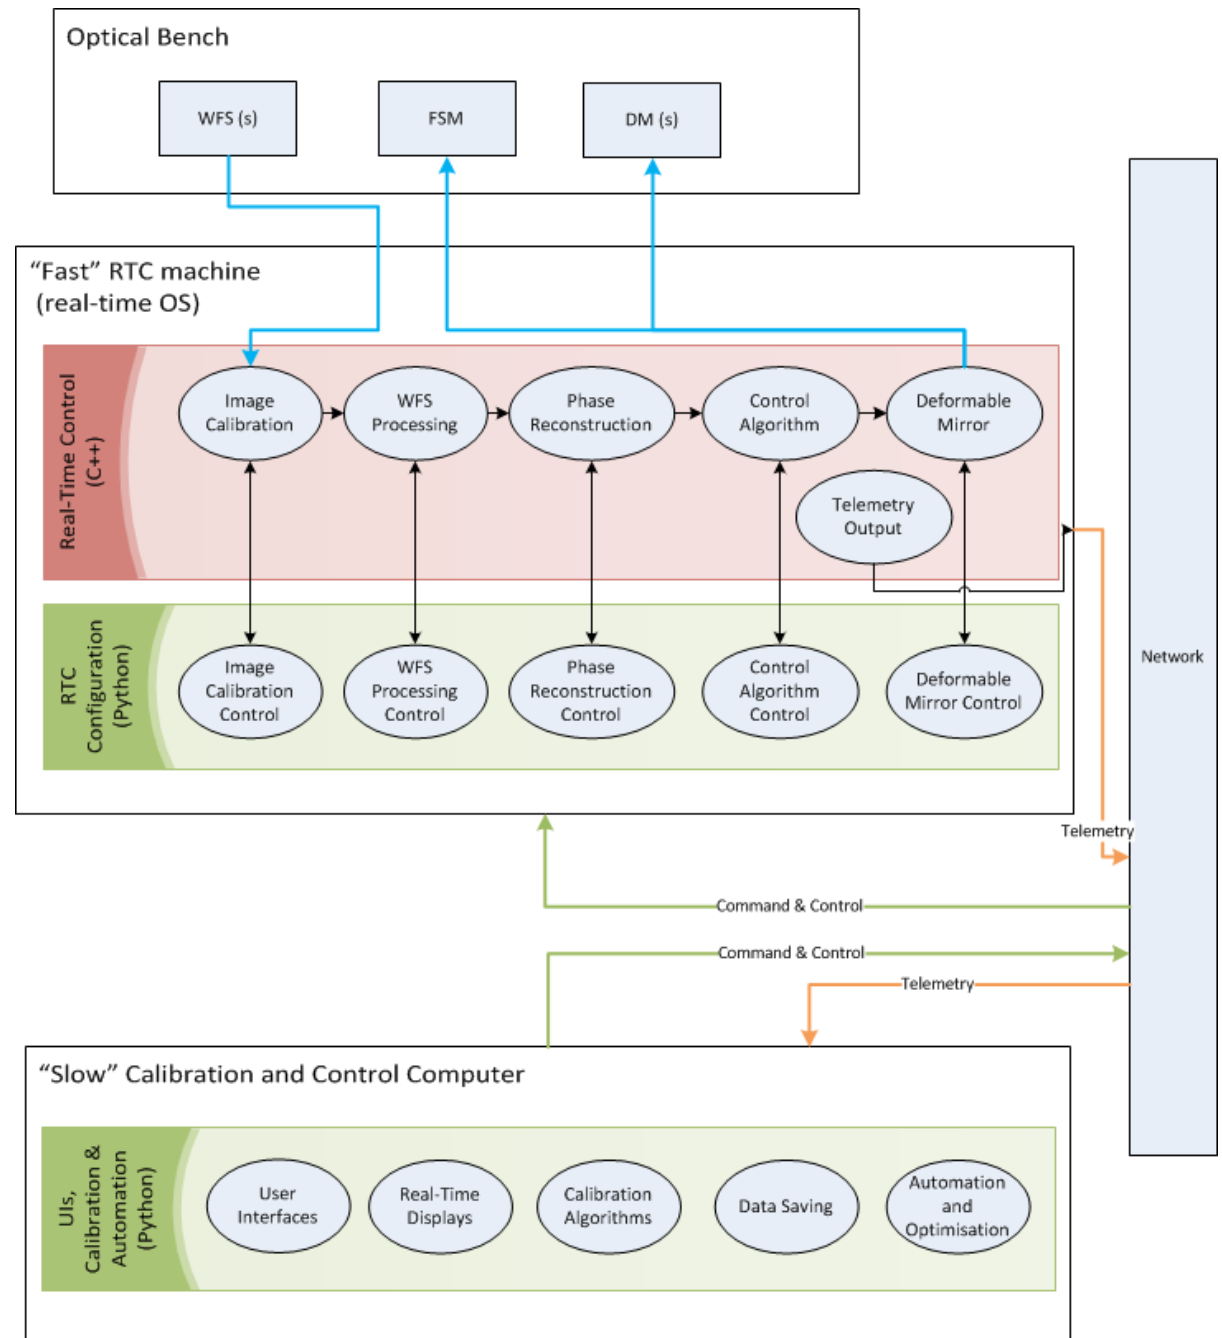 Optical Bench
WFS (s)
FSM
DM (s)
“Fast” RTC machine
(real-time OS)
Real-Time Control
(C++)
Image
Calibration
WFS
Processing
Phase
Reconstruction
Control
Algorithm
Deformable
Mirror
Telemetry
Output
RTC
Configuration
(Python)
Image
Calibration
Control
WFS
Processing
Control
Phase
Reconstruction
Control
Control
Algorithm
Control
Deformable
Mirror Control
Network
Telemetry
Command & Control
Command & Control
Telemetry
“Slow” Calibration and Control Computer
UIs,
Calibration &
Automation
(Python)
User
Interfaces
Real-Time
Displays
Calibration
Algorithms
Data Saving
Automation
and
Optimisation